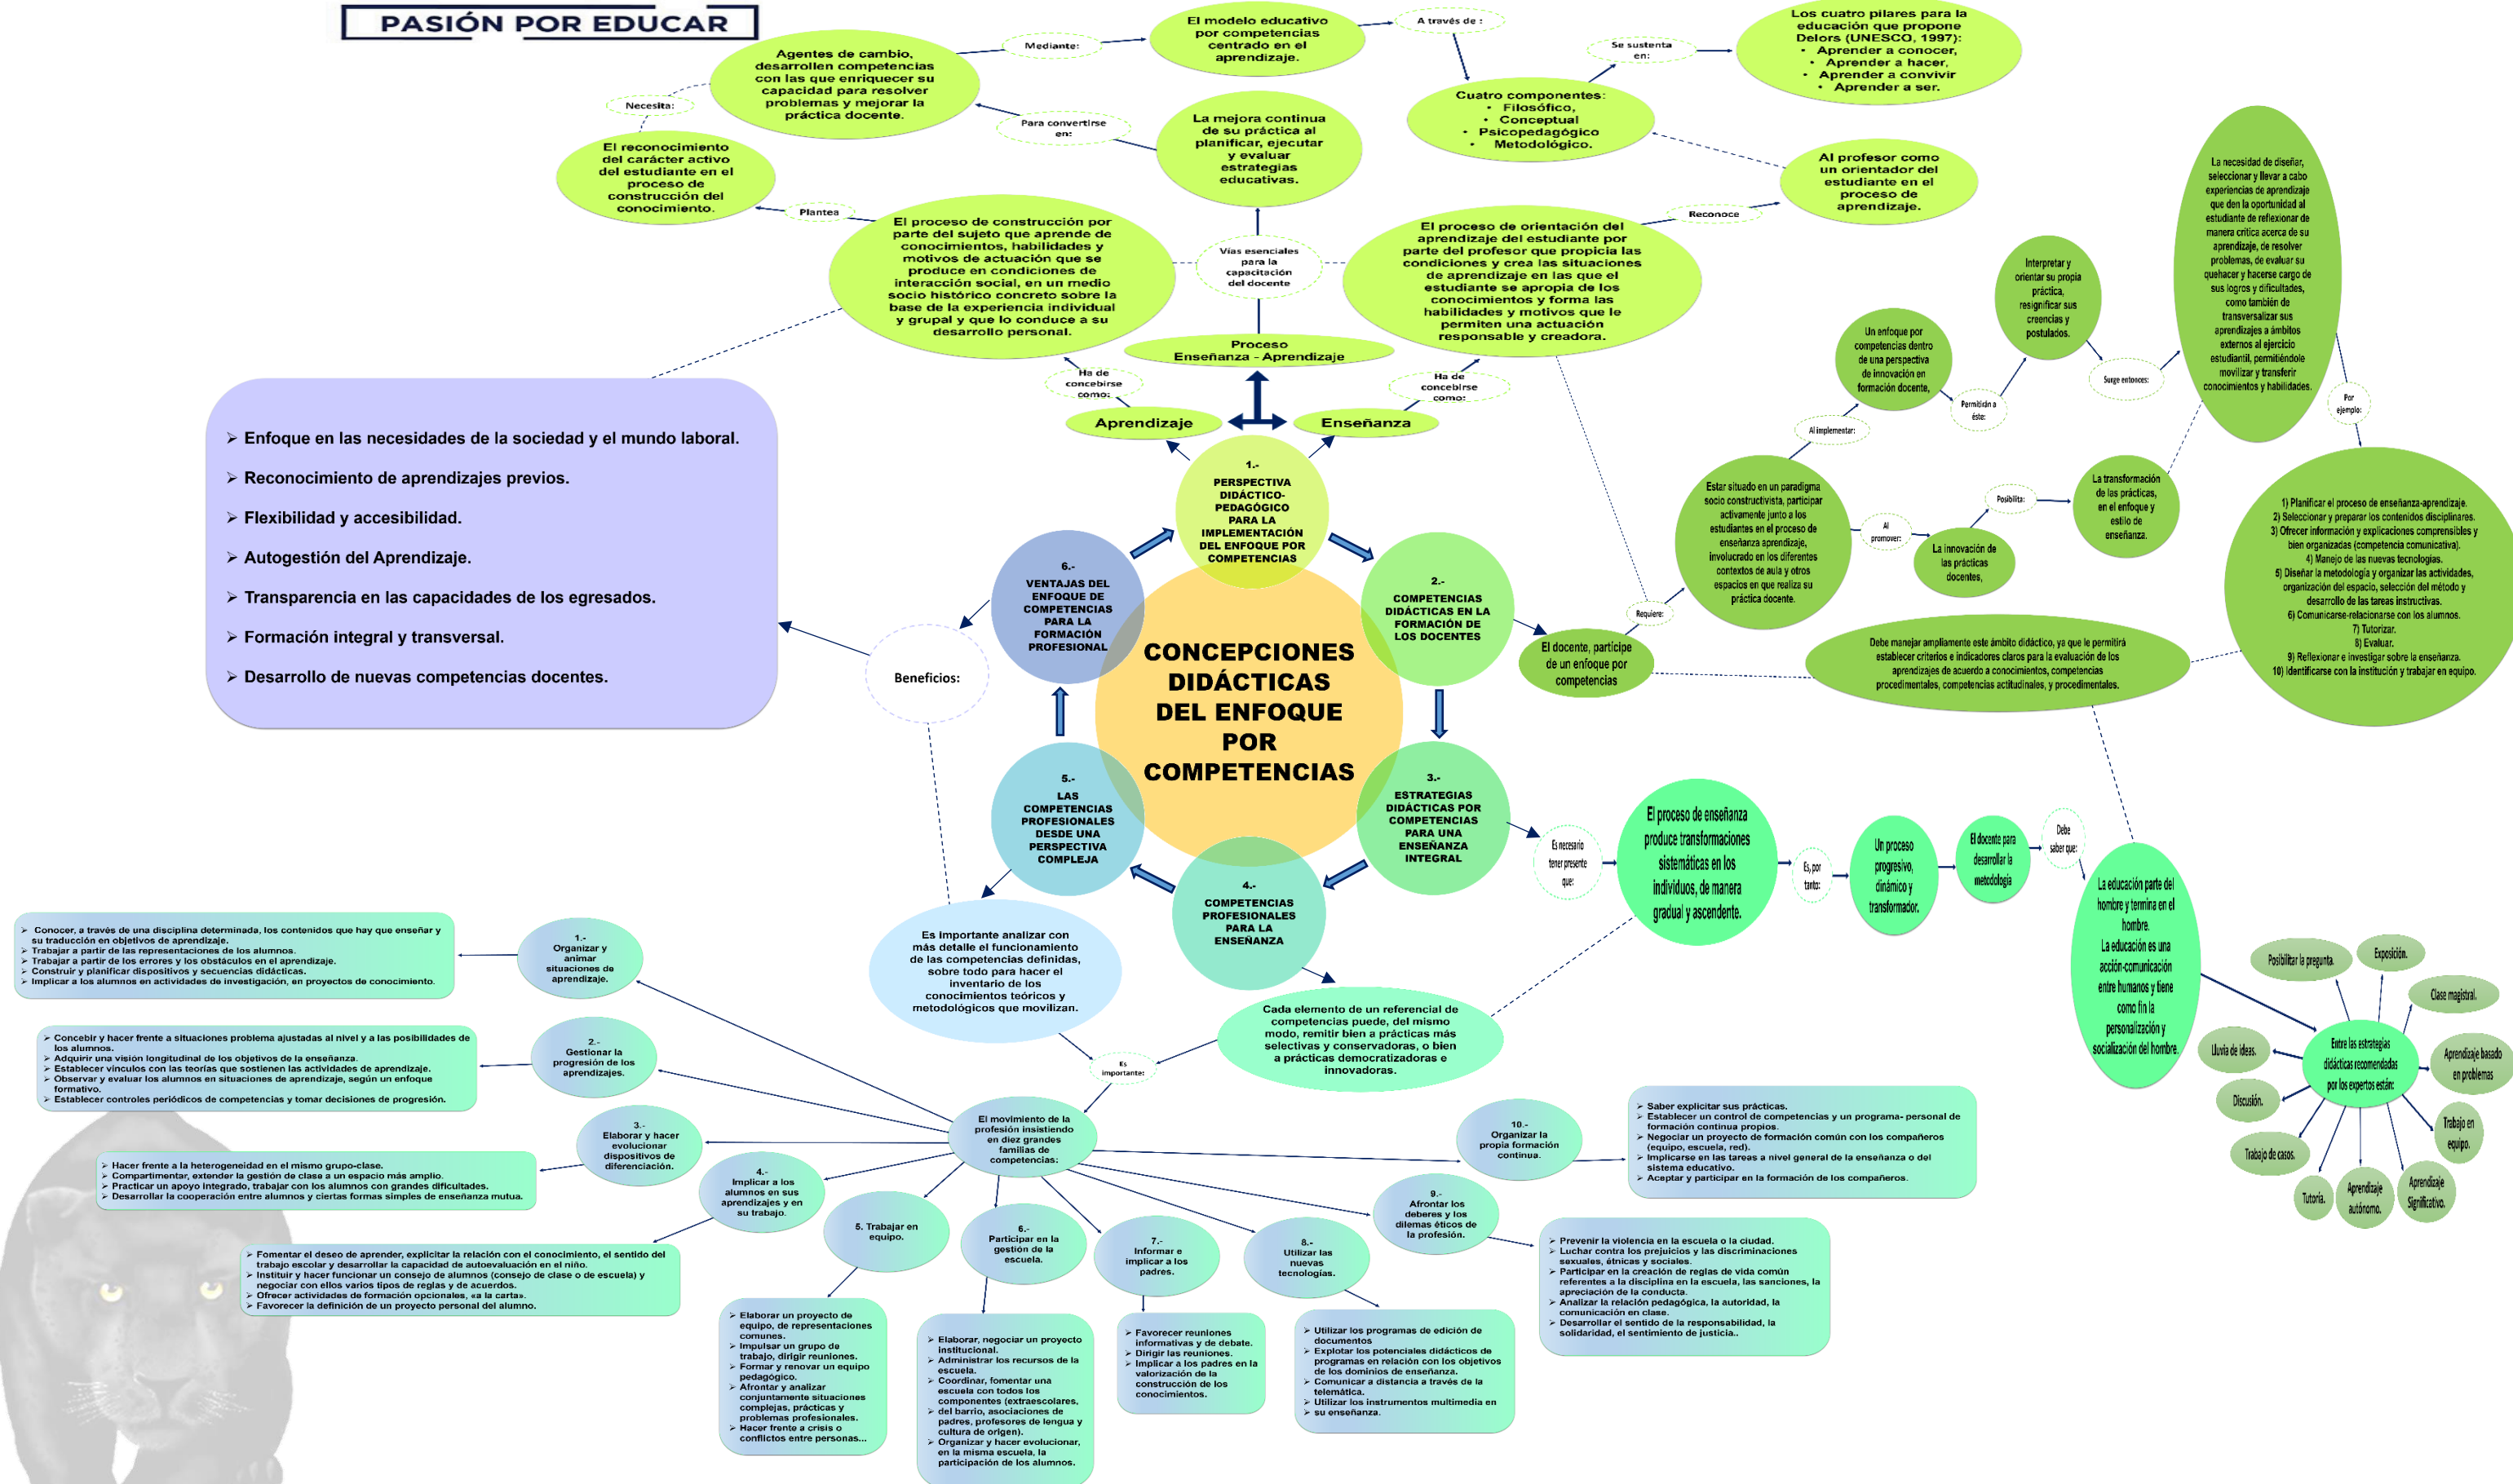 PASIÓN POR EDUCAR
Agentes de cambio,
desarrollen competencias
con las que enriquecer su
capacidad para resolver
problemas y mejorar la
práctica docente.
Mediante:
El modelo educativo
por competencias
centrado en el
aprendizaje.
A través de :
Cuatro componentes:
• Filosófico,
• Conceptual
• Psicopedagógico
• Metodológico.
Se sustenta
en:
Los cuatro pilares para la
educación que propone
Delors (UNESCO, 1997):
• Aprender a conocer,
• Aprender a hacer,
• Aprender a convivir
• Aprender a ser.
Necesita:
El reconocimiento
del carácter activo
del estudiante en el
proceso de
construcción del
conocimiento.
Para convertirse
en:
La mejora continua
de su práctica al
planificar, ejecutar
y evaluar
estrategias
educativas.
Plantea
El proceso de construcción por
parte del sujeto que aprende de
conocimientos, habilidades y
motivos de actuación que se
produce en condiciones de
interacción social, en un medio
socio histórico concreto sobre la
base de la experiencia individual
y grupal y que lo conduce a su
desarrollo personal.
Vías esenciales
para la
capacitación
del docente
El proceso de orientación del
aprendizaje del estudiante por
parte del profesor que propicia las
condiciones y crea las situaciones
de aprendizaje en las que el
estudiante se apropia de los
conocimientos y forma las
habilidades y motivos que le
permiten una actuación
responsable y creadora.
Reconoce
Al profesor como
un orientador del
estudiante en el
proceso de
aprendizaje.
Proceso
Enseñanza - Aprendizaje
Ha de
concebirse
como:
Ha de
concebirse
como:
Aprendizaje
Enseñanza
1.-
PERSPECTIVA
DIDÁCTICO-
PEDAGÓGICO
PARA LA
IMPLEMENTACIÓN
DEL ENFOQUE POR
COMPETENCIAS
2.-
COMPETENCIAS
DIDÁCTICAS EN LA
FORMACIÓN DE
LOS DOCENTES
3.-
ESTRATEGIAS
DIDÁCTICAS POR
COMPETENCIAS
PARA UNA
ENSEÑANZA
INTEGRAL
4.-
COMPETENCIAS
PROFESIONALES
PARA LA
ENSEÑANZA
5.-
LAS
COMPETENCIAS
PROFESIONALES
DESDE UNA
PERSPECTIVA
COMPLEJA
6.-
VENTAJAS DEL
ENFOQUE DE
COMPETENCIAS
PARA LA
FORMACIÓN
PROFESIONAL
CONCEPCIONES
DIDÁCTICAS
DEL ENFOQUE
POR
COMPETENCIAS
Beneficios:
➢ Enfoque en las necesidades de la sociedad y el mundo laboral.
➢ Reconocimiento de aprendizajes previos.
➢ Flexibilidad y accesibilidad.
➢ Autogestión del Aprendizaje.
➢ Transparencia en las capacidades de los egresados.
➢ Formación integral y transversal.
➢ Desarrollo de nuevas competencias docentes.
El docente, partícipe
de un enfoque por
competencias
Requiere:
Estar situado en un paradigma
socio constructivista, participar
activamente junto a los
estudiantes en el proceso de
enseñanza aprendizaje,
involucrado en los diferentes
contextos de aula y otros
espacios en que realiza su
práctica docente.
Al implementar:
Un enfoque por
competencias dentro
de una perspectiva
de innovación en
formación docente,
Permitirán a
éste:
Interpretar y
orientar su propia
práctica,
resignificar sus
creencias y
postulados.
Surge entonces:
La necesidad de diseñar,
seleccionar y llevar a cabo
experiencias de aprendizaje
que den la oportunidad al
estudiante de reflexionar de
manera crítica acerca de su
aprendizaje, de resolver
problemas, de evaluar su
quehacer y hacerse cargo de
sus logros y dificultades,
como también de
transversalizar sus
aprendizajes a ámbitos
externos al ejercicio
estudiantil, permitiéndole
movilizar y transferir
conocimientos y habilidades.
Al
promover:
La innovación de
las prácticas
docentes,
Posibilita:
La transformación
de las prácticas,
en el enfoque y
estilo de
enseñanza.
Por
ejemplo:
1) Planificar el proceso de enseñanza-aprendizaje.
2) Seleccionar y preparar los contenidos disciplinares.
3) Ofrecer información y explicaciones comprensibles y
bien organizadas (competencia comunicativa).
4) Manejo de las nuevas tecnologías.
5) Diseñar la metodología y organizar las actividades,
organización del espacio, selección del método y
desarrollo de las tareas instructivas.
6) Comunicarse-relacionarse con los alumnos.
7) Tutorizar.
8) Evaluar.
9) Reflexionar e investigar sobre la enseñanza.
10) Identificarse con la institución y trabajar en equipo.
Debe manejar ampliamente este ámbito didáctico, ya que le permitirá
establecer criterios e indicadores claros para la evaluación de los
aprendizajes de acuerdo a conocimientos, competencias
procedimentales, competencias actitudinales, y procedimentales.
Es necesario
tener presente
que:
El proceso de enseñanza
produce transformaciones
sistemáticas en los
individuos, de manera
gradual y ascendente.
Es, por
tanto:
Un proceso
progresivo,
dinámico y
transformador.
El docente para
desarrollar la
metodología
Debe
saber que:
La educación parte del
hombre y termina en el
hombre.
La educación es una
acción-comunicación
entre humanos y tiene
como fin la
personalización y
socialización del hombre.
Entre las estrategias
didácticas recomendadas
por los expertos están:
Posibilitar la pregunta.
Exposición.
Clase magistral.
Aprendizaje basado
en problemas
Trabajo en
equipo.
Aprendizaje
Significativo.
Aprendizaje
autónomo.
Tutoría.
Trabajo de casos.
Discusión.
Lluvia de ideas.
Es importante analizar con
más detalle el funcionamiento
de las competencias definidas,
sobre todo para hacer el
inventario de los
conocimientos teóricos y
metodológicos que movilizan.
Cada elemento de un referencial de
competencias puede, del mismo
modo, remitir bien a prácticas más
selectivas y conservadoras, o bien
a prácticas democratizadoras e
innovadoras.
Es
importante:
El movimiento de la
profesión insistiendo
en diez grandes
familias de
competencias:
1.-
Organizar y
animar
situaciones de
aprendizaje.
➢ Conocer, a través de una disciplina determinada, los contenidos que hay que enseñar y
su traducción en objetivos de aprendizaje.
➢ Trabajar a partir de las representaciones de los alumnos.
➢ Trabajar a partir de los errores y los obstáculos en el aprendizaje.
➢ Construir y planificar dispositivos y secuencias didácticas.
➢ Implicar a los alumnos en actividades de investigación, en proyectos de conocimiento.
2.-
Gestionar la
progresión de los
aprendizajes.
➢ Concebir y hacer frente a situaciones problema ajustadas al nivel y a las posibilidades de
los alumnos.
➢ Adquirir una visión longitudinal de los objetivos de la enseñanza.
➢ Establecer vínculos con las teorías que sostienen las actividades de aprendizaje.
➢ Observar y evaluar los alumnos en situaciones de aprendizaje, según un enfoque
formativo.
➢ Establecer controles periódicos de competencias y tomar decisiones de progresión.
3.-
Elaborar y hacer
evolucionar
dispositivos de
diferenciación.
➢ Hacer frente a la heterogeneidad en el mismo grupo-clase.
➢ Compartimentar, extender la gestión de clase a un espacio más amplio.
➢ Practicar un apoyo integrado, trabajar con los alumnos con grandes dificultades.
➢ Desarrollar la cooperación entre alumnos y ciertas formas simples de enseñanza mutua.
4.-
Implicar a los
alumnos en sus
aprendizajes y en
su trabajo.
➢ Fomentar el deseo de aprender, explicitar la relación con el conocimiento, el sentido del
trabajo escolar y desarrollar la capacidad de autoevaluación en el niño.
➢ Instituir y hacer funcionar un consejo de alumnos (consejo de clase o de escuela) y
negociar con ellos varios tipos de reglas y de acuerdos.
➢ Ofrecer actividades de formación opcionales, «a la carta».
➢ Favorecer la definición de un proyecto personal del alumno.
5. Trabajar en
equipo.
➢ Elaborar un proyecto de
equipo, de representaciones
comunes.
➢ Impulsar un grupo de
trabajo, dirigir reuniones.
➢ Formar y renovar un equipo
pedagógico.
➢ Afrontar y analizar
conjuntamente situaciones
complejas, prácticas y
problemas profesionales.
➢ Hacer frente a crisis o
conflictos entre personas...
6.-
Participar en la
gestión de la
escuela.
➢ Elaborar, negociar un proyecto
institucional.
➢ Administrar los recursos de la
escuela.
➢ Coordinar, fomentar una
escuela con todos los
componentes (extraescolares,
➢ del barrio, asociaciones de
padres, profesores de lengua y
cultura de origen).
➢ Organizar y hacer evolucionar,
en la misma escuela, la
participación de los alumnos.
7.-
Informar e
implicar a los
padres.
➢ Favorecer reuniones
informativas y de debate.
➢ Dirigir las reuniones.
➢ Implicar a los padres en la
valorización de la
construcción de los
conocimientos.
8.-
Utilizar las
nuevas
tecnologías.
➢ Utilizar los programas de edición de
documentos
➢ Explotar los potenciales didácticos de
programas en relación con los objetivos
de los dominios de enseñanza.
➢ Comunicar a distancia a través de la
telemática.
➢ Utilizar los instrumentos multimedia en
➢ su enseñanza.
9.-
Afrontar los
deberes y los
dilemas éticos de
la profesión.
➢ Prevenir la violencia en la escuela o la ciudad.
➢ Luchar contra los prejuicios y las discriminaciones
sexuales, étnicas y sociales.
➢ Participar en la creación de reglas de vida común
referentes a la disciplina en la escuela, las sanciones, la
apreciación de la conducta.
➢ Analizar la relación pedagógica, la autoridad, la
comunicación en clase.
➢ Desarrollar el sentido de la responsabilidad, la
solidaridad, el sentimiento de justicia..
10.-
Organizar la
propia formación
continua.
➢ Saber explicitar sus prácticas.
➢ Establecer un control de competencias y un programa- personal de
formación continua propios.
➢ Negociar un proyecto de formación común con los compañeros
(equipo, escuela, red).
➢ Implicarse en las tareas a nivel general de la enseñanza o del
sistema educativo.
➢ Aceptar y participar en la formación de los compañeros.